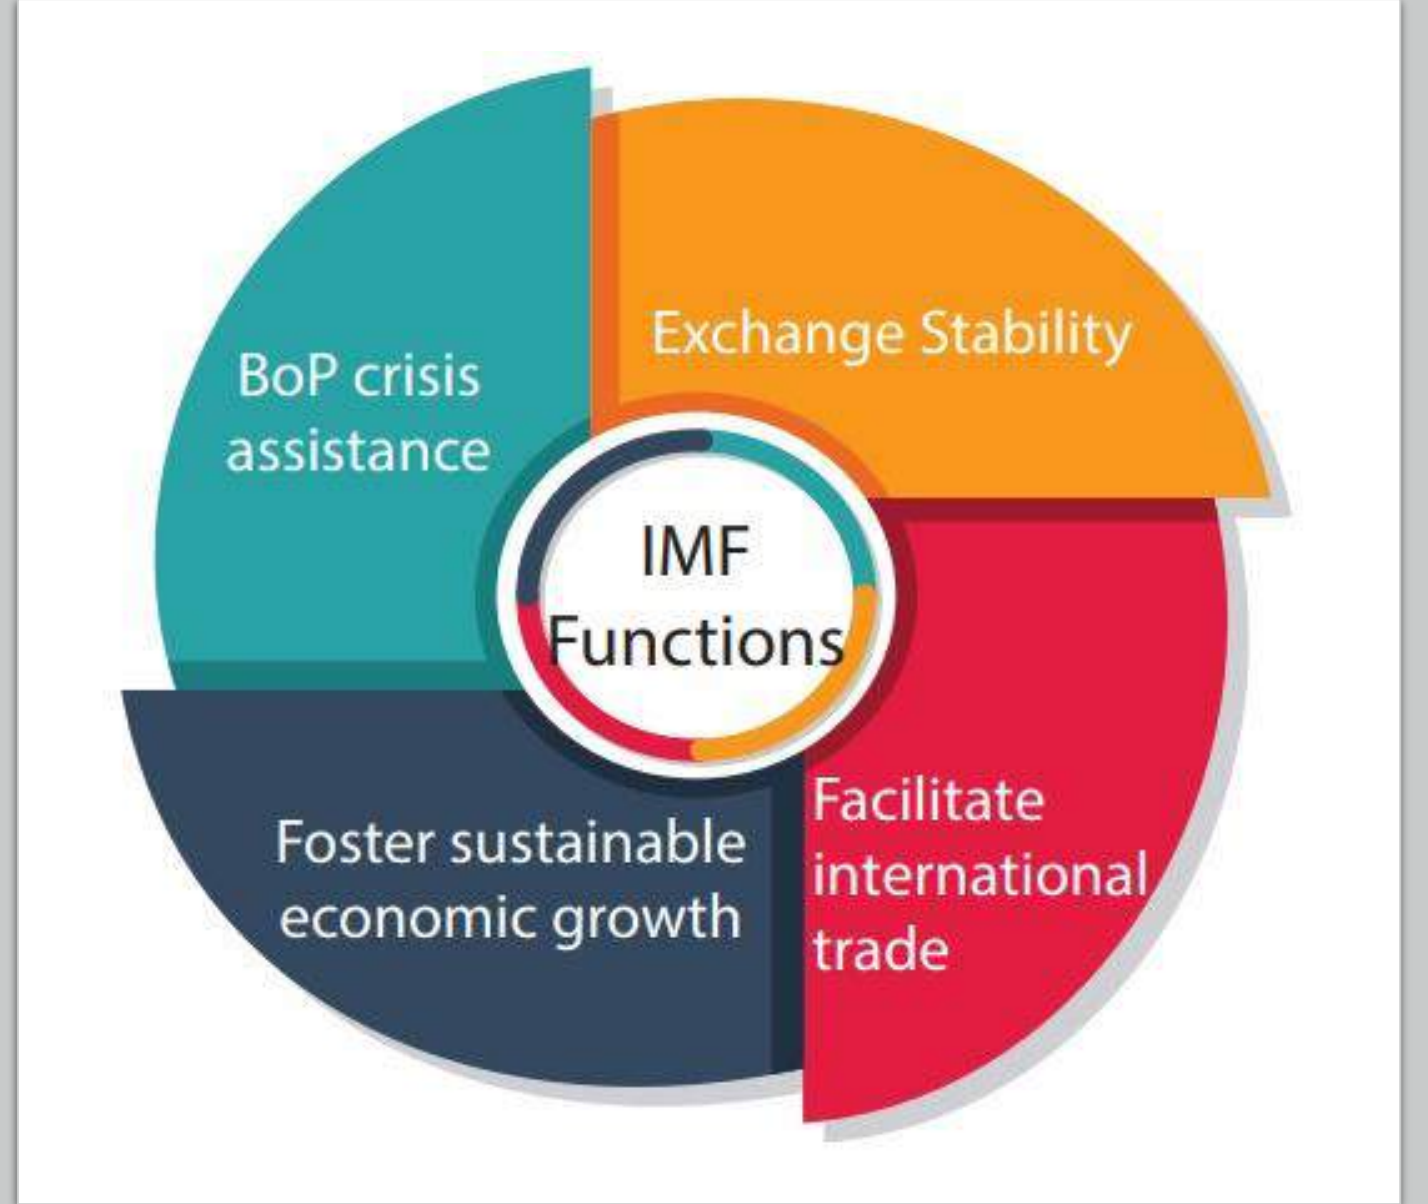 Exchange Stability
BoP crisis
assistance
IMF
Functions
Facilitate
international
trade
Foster sustainable
economic growth